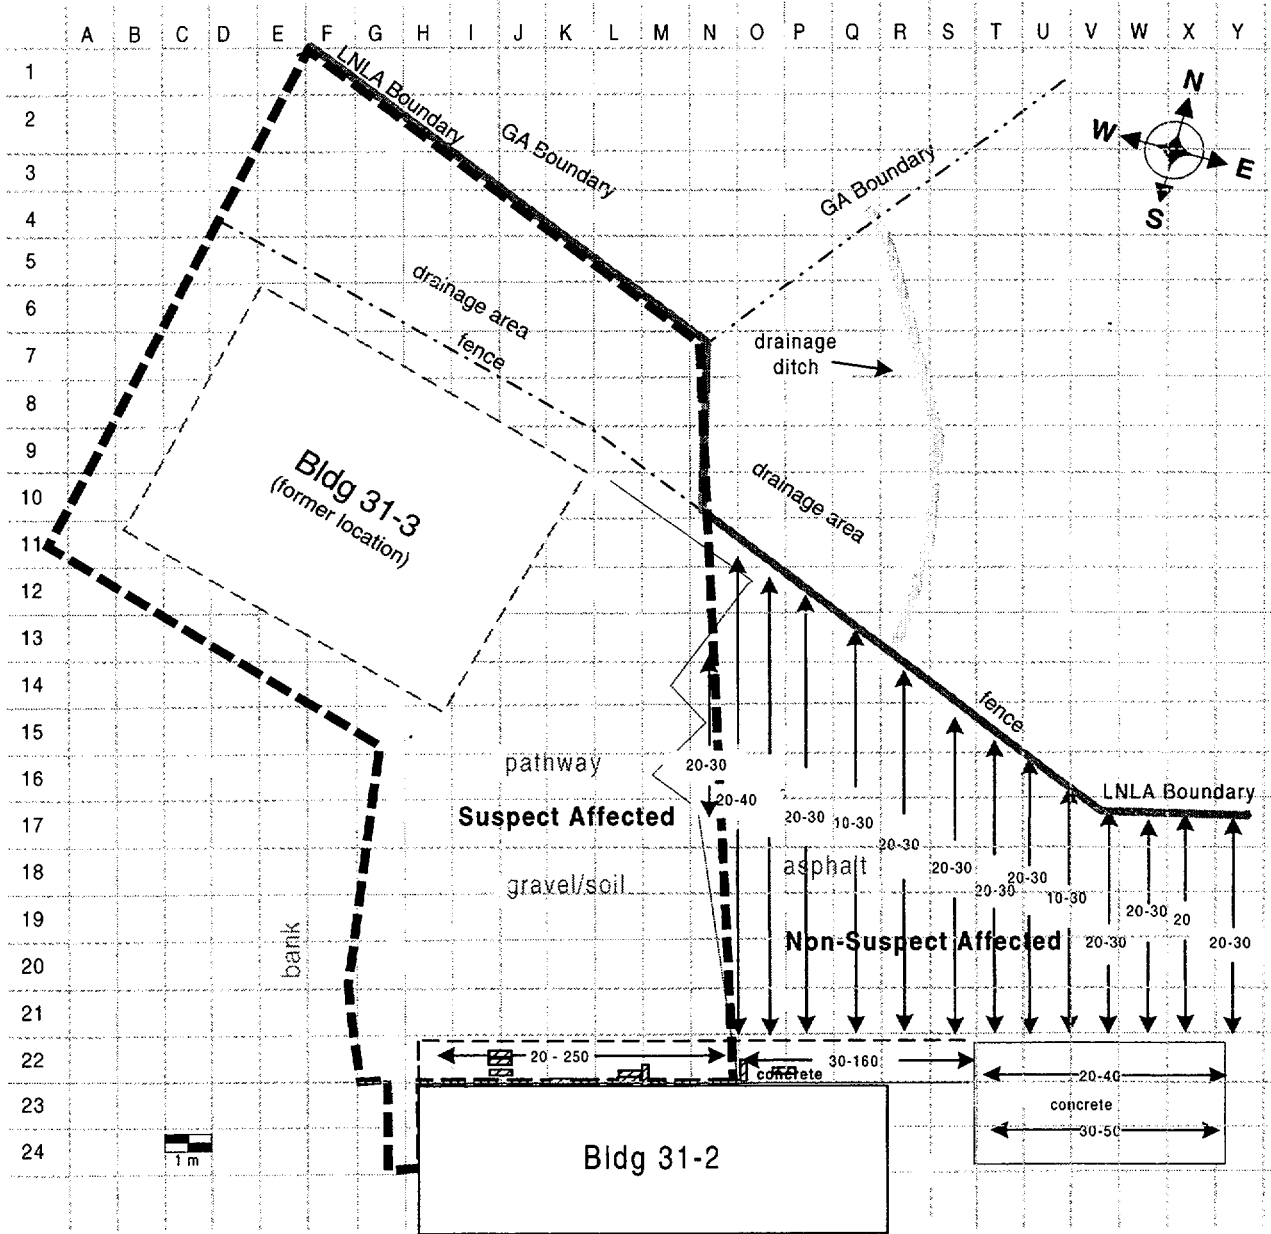 A B C D E F G H I J K L M N O P Q R S T U V W X Y
1
2
3
4
5
6
7
8
9
10
11
12
13
14
15
16
17
18
19
20
21
22
23
24
N
W
E
S
LNLA Boundary
GA Boundary
GA Boundary
drainage area
fence
drainage
ditch
Bldg 31-3
(former location)
drainage area
fence
LNLA Boundary
pathway
Suspect Affected
gravel/soil
bank
asphalt
Non-Suspect Affected
20-30
20-40
20-30
10-30
20-30
20-30
20-30
20-30
10-30
20-30
20-30
20
20-30
20 - 250
30-160
concrete
20-40
concrete
30-50
Bldg 31-2
1 m